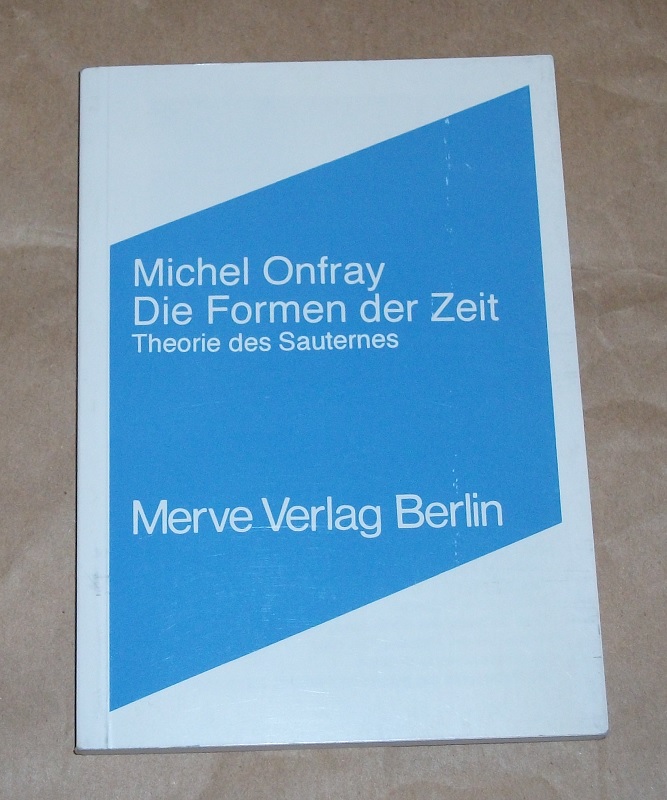 Michel Onfray
Die Formen der Zeit
Theorie des Sauternes
Merve Verlag Berlin